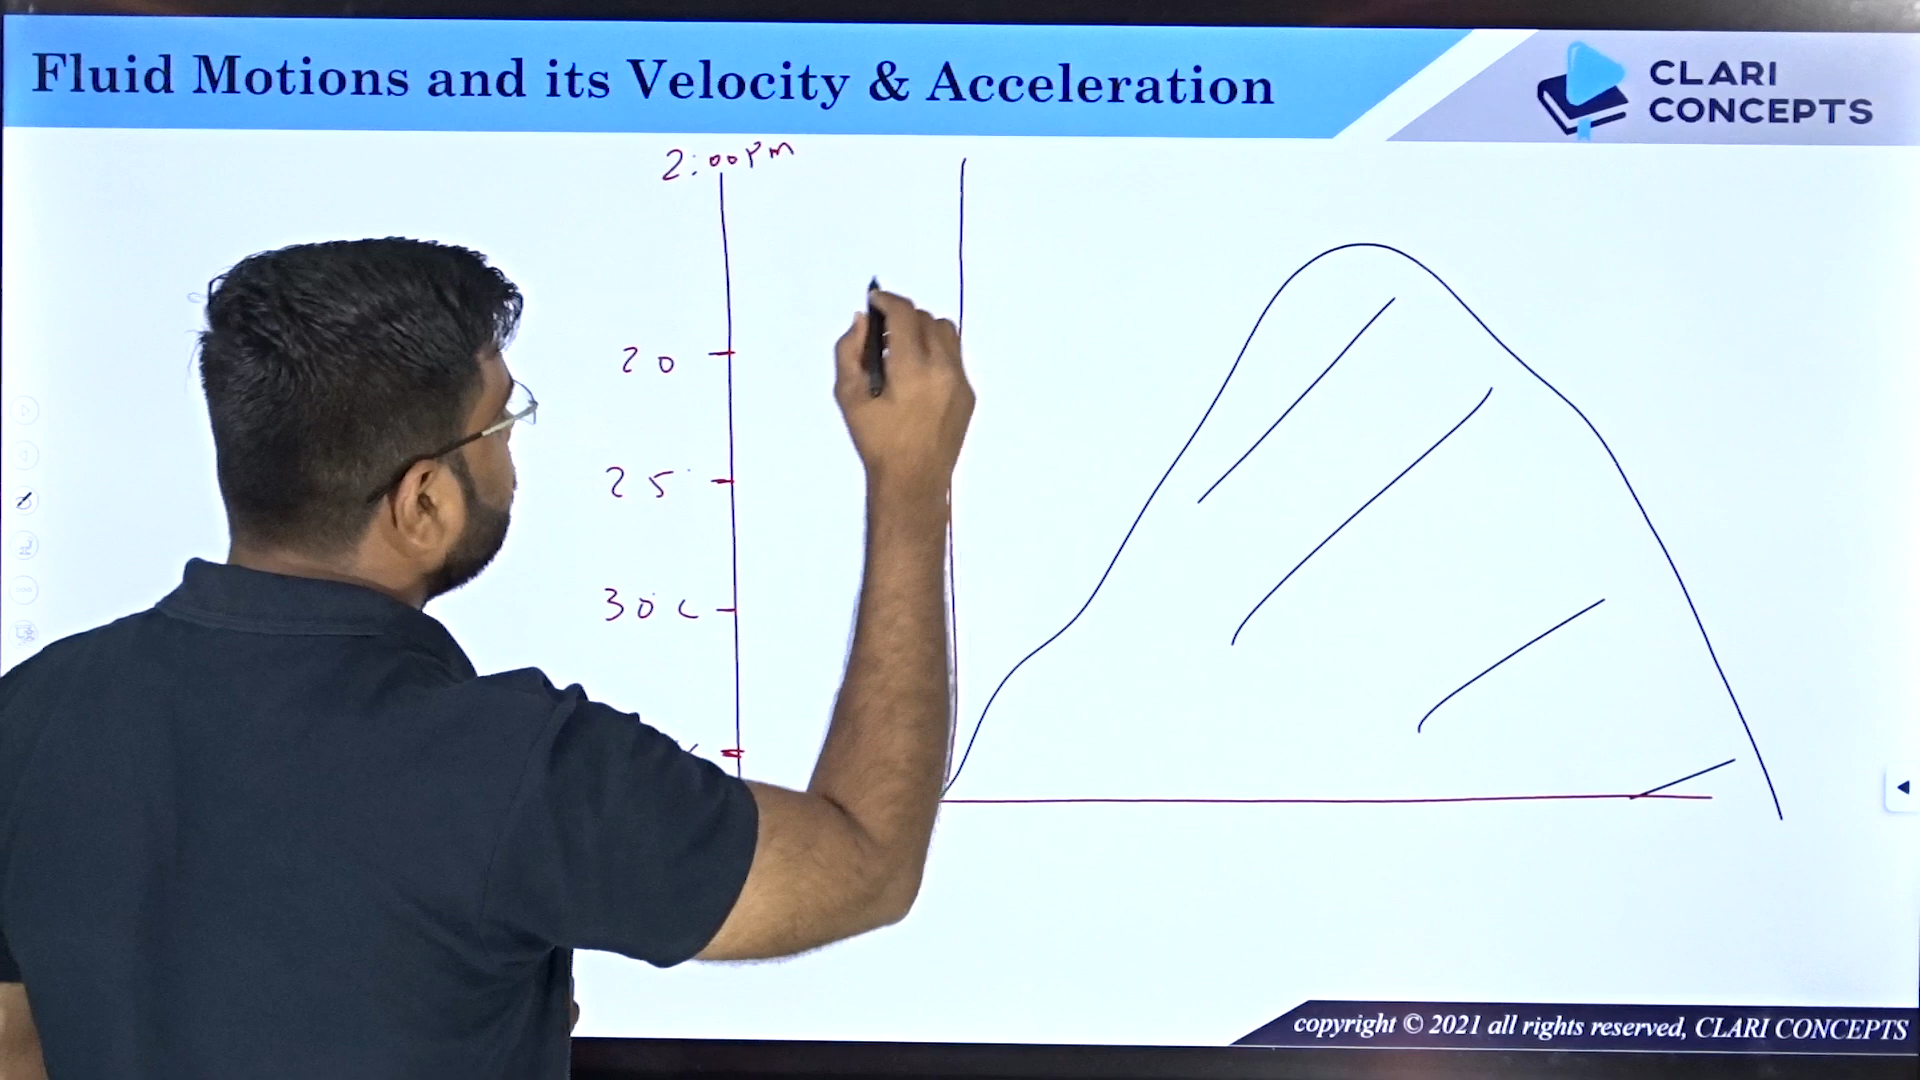 Fluid Motions and its Velocity & Acceleration
CLARI
CONCEPTS
2:00PM
20
25
30 C
copyright © 2021 all rights reserved, CLARI CONCEPTS